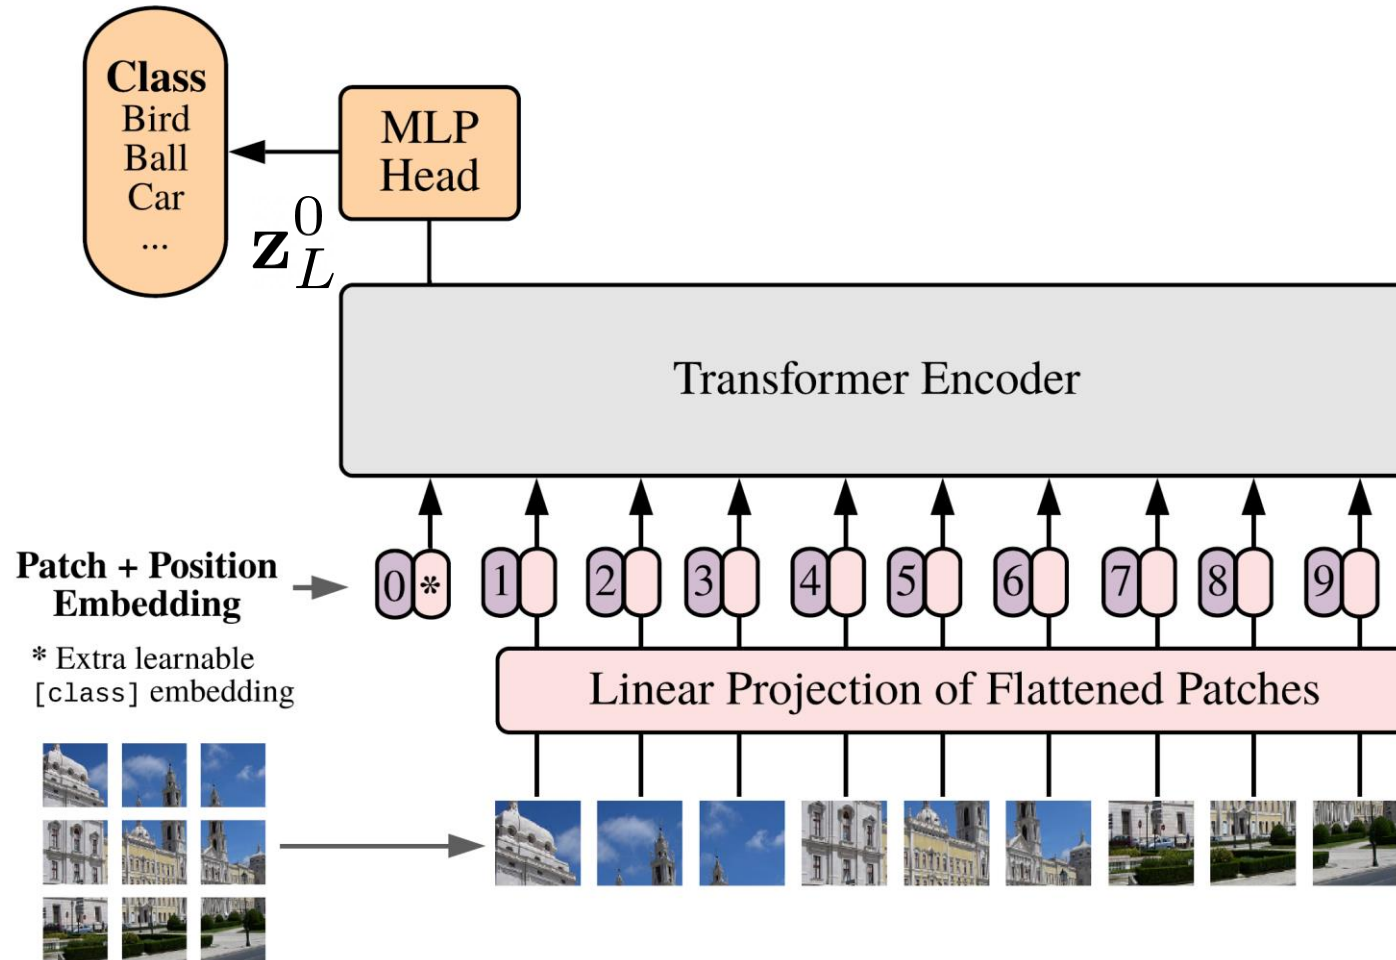 Class
Bird
Ball
Car
...
MLP
Head
z_L^0
Transformer Encoder
Patch + Position
Embedding
0 * 1 2 3 4 5 6 7 8 9
* Extra learnable
[class] embedding
Linear Projection of Flattened Patches